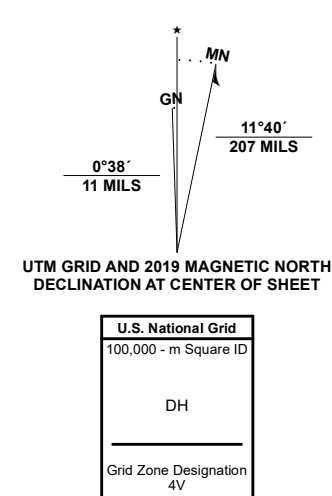 ★
MN
GN
11°40´
207 MILS
0°38´
11 MILS
UTM GRID AND 2019 MAGNETIC NORTH
DECLINATION AT CENTER OF SHEET
U.S. National Grid
100,000 - m Square ID
DH
Grid Zone Designation
4V